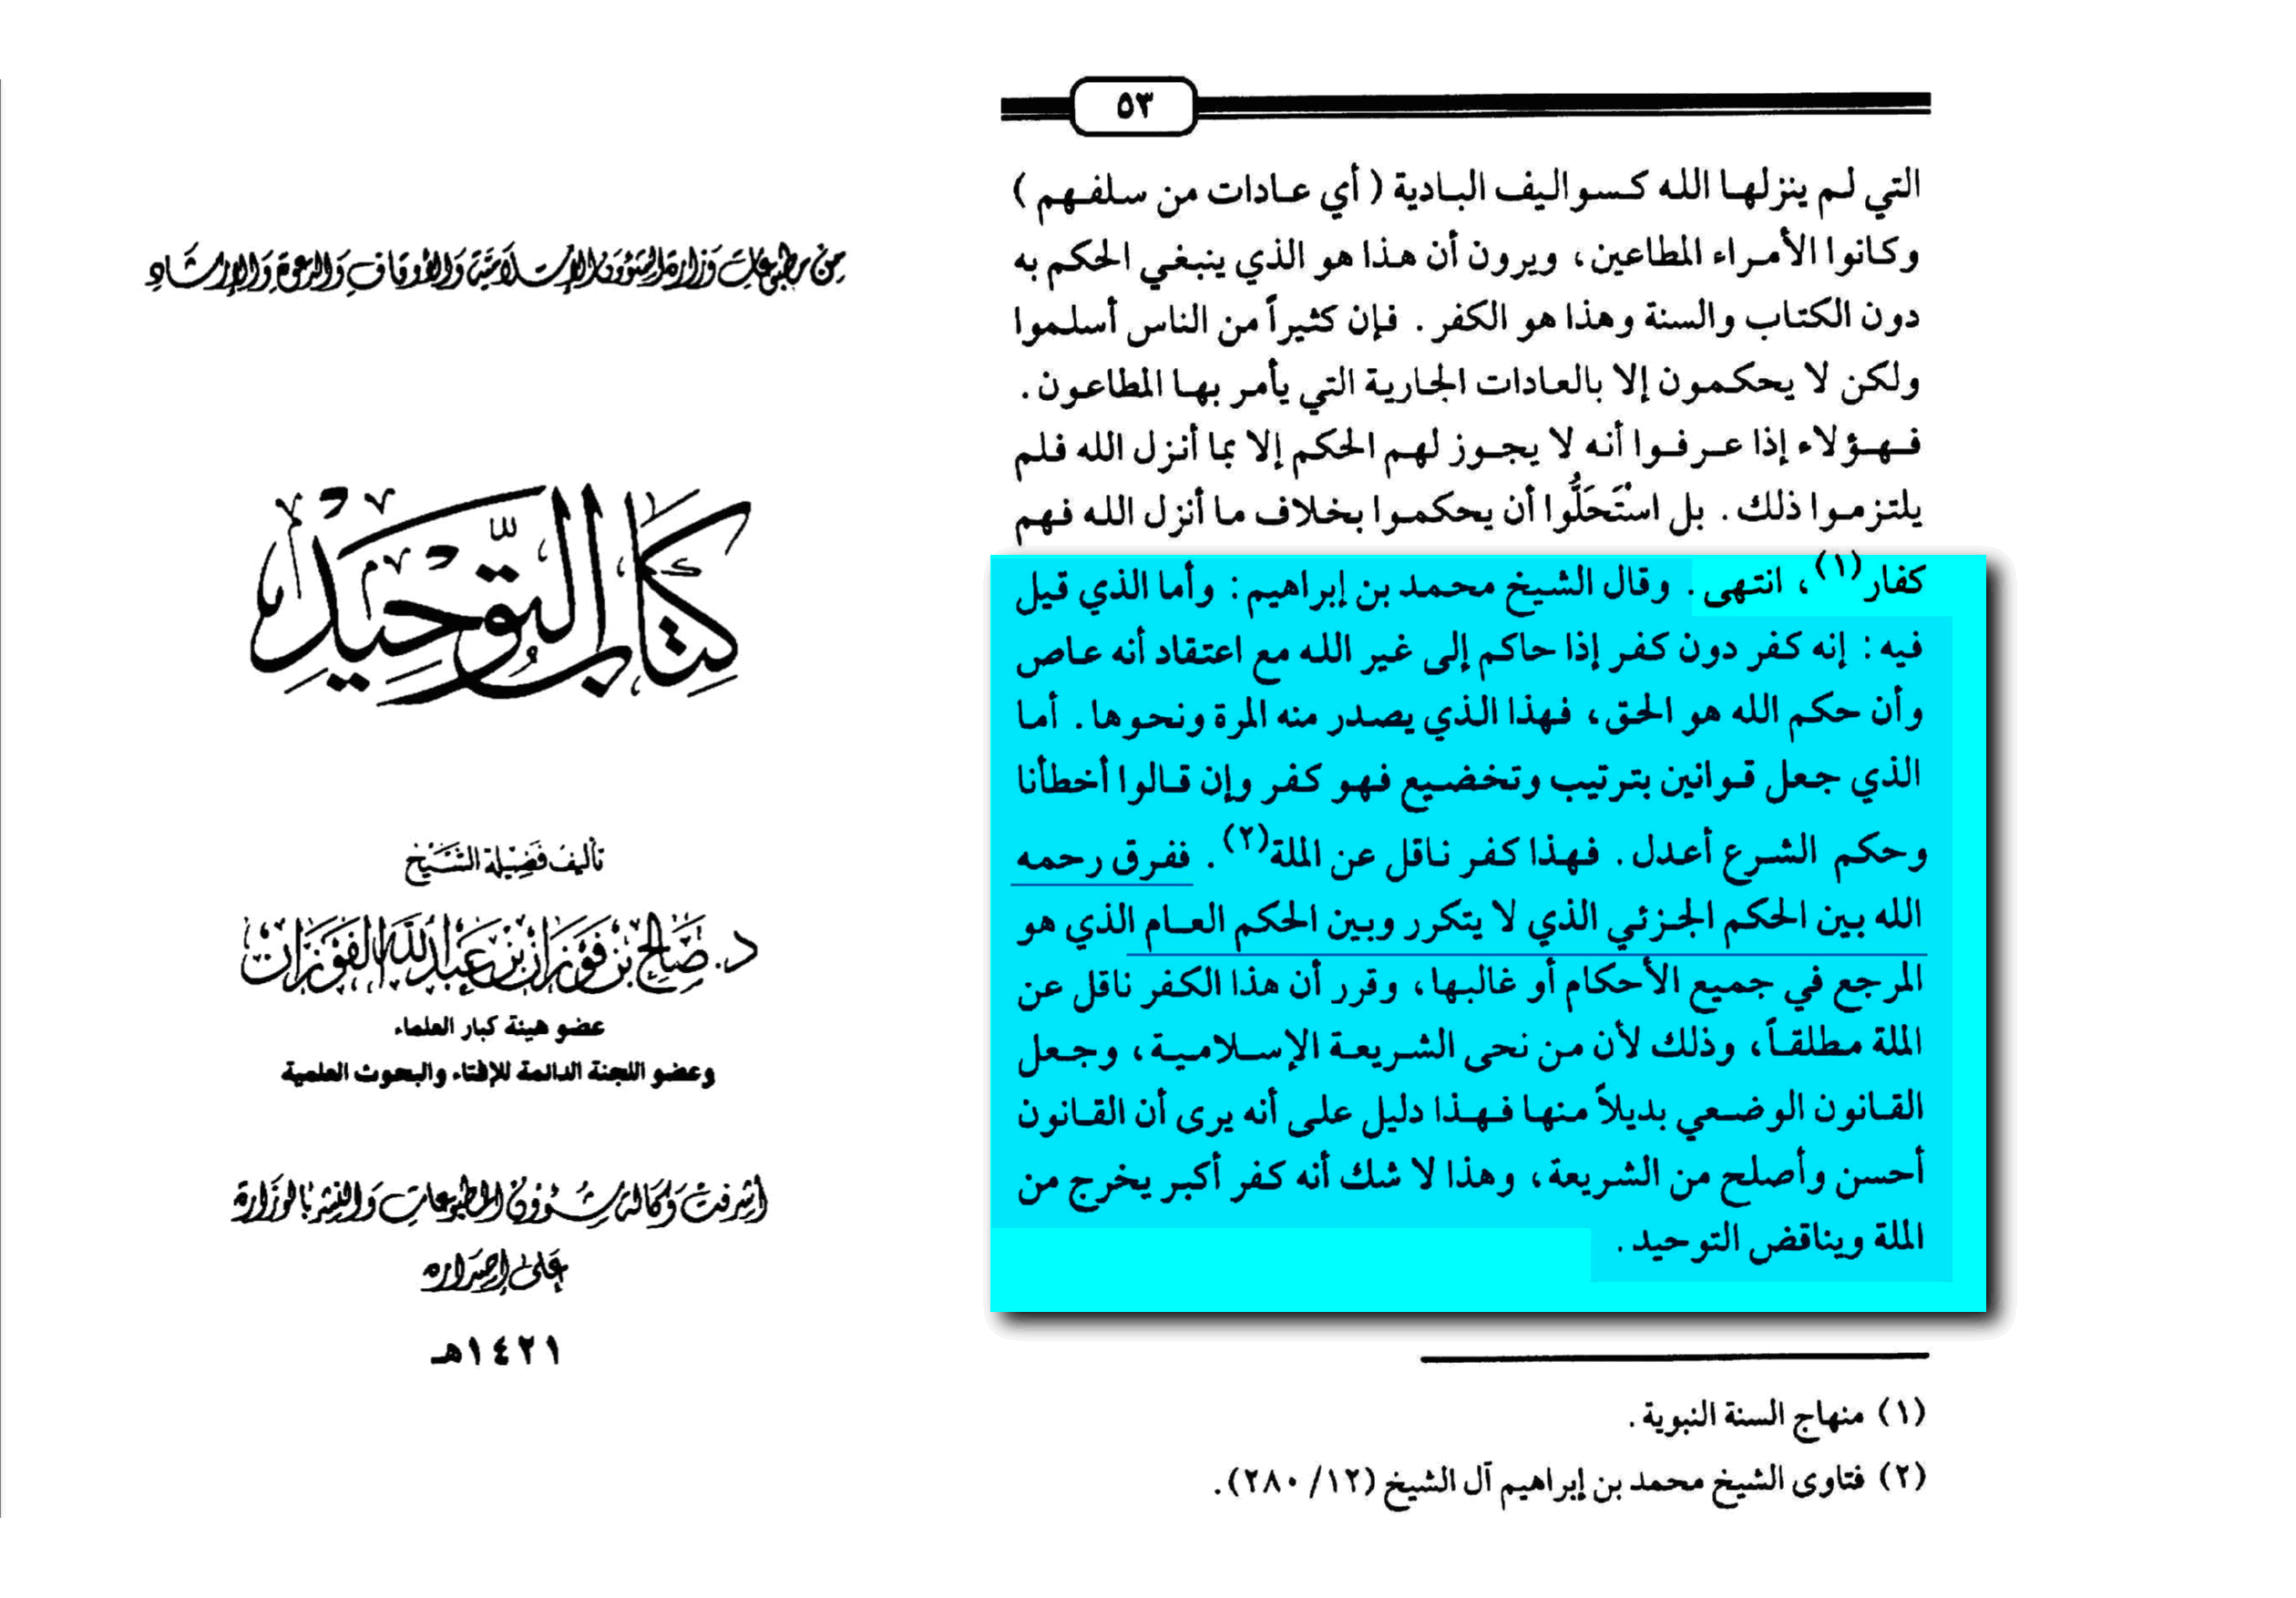 ٥٣
التي لم ينزلها الله كسواليف البادية ( أي عادات من سلفهم )
وكانوا الأمراء المطاعين، ويرون أن هذا هو الذي ينبغي الحكم به
دون الكتاب والسنة وهذا هو الكفر. فإن كثيراً من الناس أسلموا
ولكن لا يحكمون إلا بالعادات الجارية التي يأمر بها المطاعون.
فهؤلاء إذا عرفوا أنه لا يجوز لهم الحكم إلا بما أنزل الله فلم
يلتزموا ذلك. بل اسْتَحَلُّوا أن يحكموا بخلاف ما أنزل الله فهم
كفار(١)، انتهى. وقال الشيخ محمد بن إبراهيم: وأما الذي قيل
فيه: إنه كفر دون كفر إذا حاكم إلى غير الله مع اعتقاد أنه عاص
وأن حكم الله هو الحق، فهذا الذي يصدر منه المرة ونحوها. أما
الذي جعل قوانين بترتيب وتخضيع فهو كفر وإن قالوا أخطأنا
وحكم الشرع أعدل. فهذا كفر ناقل عن الملة(٢). ففرق رحمه
الله بين الحكم الجزئي الذي لا يتكرر وبين الحكم العام الذي هو
المرجع في جميع الأحكام أو غالبها، وقرر أن هذا الكفر ناقل عن
الملة مطلقاً، وذلك لأن من نحى الشريعة الإسلامية، وجعل
القانون الوضعي بديلاً منها فهذا دليل على أنه يرى أن القانون
أحسن وأصلح من الشريعة، وهذا لا شك أنه كفر أكبر يخرج من
الملة ويناقض التوحيد.
(١) منهاج السنة النبوية.
(٢) فتاوى الشيخ محمد بن إبراهيم آل الشيخ (١٢/ ٢٨٠).
مِن مطبوعات وزارة الشؤون الإسلامية والأوقاف والدعوة والإرشاد
كتاب التوحيد
تأليف فضيلة الشيخ
د. صالح بن فوزان بن عبد الله الفوزان
عضو هيئة كبار العلماء
وعضو اللجنة الدائمة للإفتاء والبحوث العلمية
أشرفت وكالة شؤون المطبوعات والنشر بالوزارة
على إصداره
١٤٢١هـ